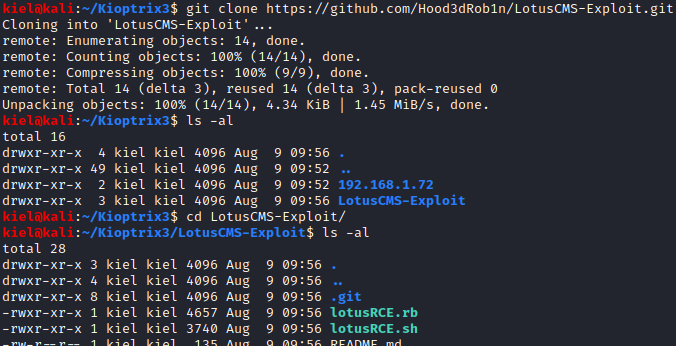 kiel@kali:~/Kioptrix3$ git clone https://github.com/Hood3dRob1n/LotusCMS-Exploit.git
Cloning into 'LotusCMS-Exploit'...
remote: Enumerating objects: 14, done.
remote: Counting objects: 100% (14/14), done.
remote: Compressing objects: 100% (9/9), done.
remote: Total 14 (delta 3), reused 14 (delta 3), pack-reused 0
Unpacking objects: 100% (14/14), 4.34 KiB | 1.45 MiB/s, done.
kiel@kali:~/Kioptrix3$ ls -al
total 16
drwxr-xr-x  4 kiel kiel 4096 Aug  9 09:56 .
drwxr-xr-x 49 kiel kiel 4096 Aug  9 09:52 ..
drwxr-xr-x  2 kiel kiel 4096 Aug  9 09:52 192.168.1.72
drwxr-xr-x  3 kiel kiel 4096 Aug  9 09:56 LotusCMS-Exploit
kiel@kali:~/Kioptrix3$ cd LotusCMS-Exploit/
kiel@kali:~/Kioptrix3/LotusCMS-Exploit$ ls -al
total 28
drwxr-xr-x 3 kiel kiel 4096 Aug  9 09:56 .
drwxr-xr-x 4 kiel kiel 4096 Aug  9 09:56 ..
drwxr-xr-x 8 kiel kiel 4096 Aug  9 09:56 .git
-rwxr-xr-x 1 kiel kiel 4657 Aug  9 09:56 lotusRCE.rb
-rwxr-xr-x 1 kiel kiel 3740 Aug  9 09:56 lotusRCE.sh
-rw-r--r-- 1 kiel kiel  135 Aug  9 09:56 README.md